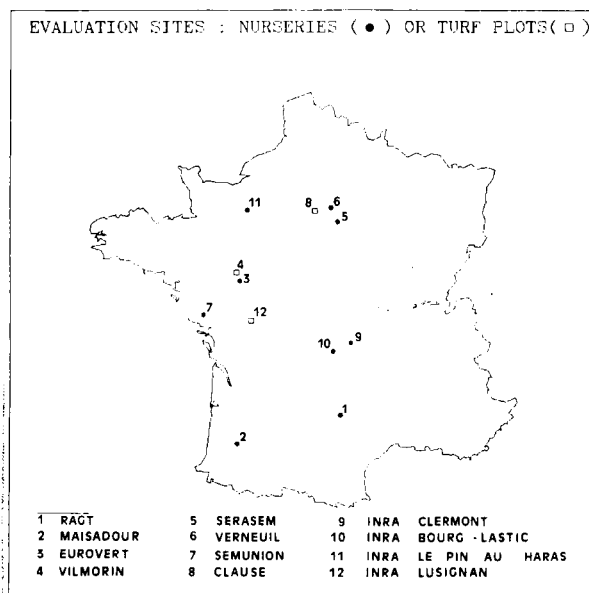 EVALUATION SITES : NURSERIES ( ● ) OR TURF PLOTS( □ )
11
8
6
5
4
3
7
12
10
9
1
2
1 RAGT
2 MAISADOUR
3 EUROVERT
4 VILMORIN
5 SERASEM
6 VERNEUIL
7 SEMUNION
8 CLAUSE
9 INRA CLERMONT
10 INRA BOURG-LASTIC
11 INRA LE PIN AU HARAS
12 INRA LUSIGNAN